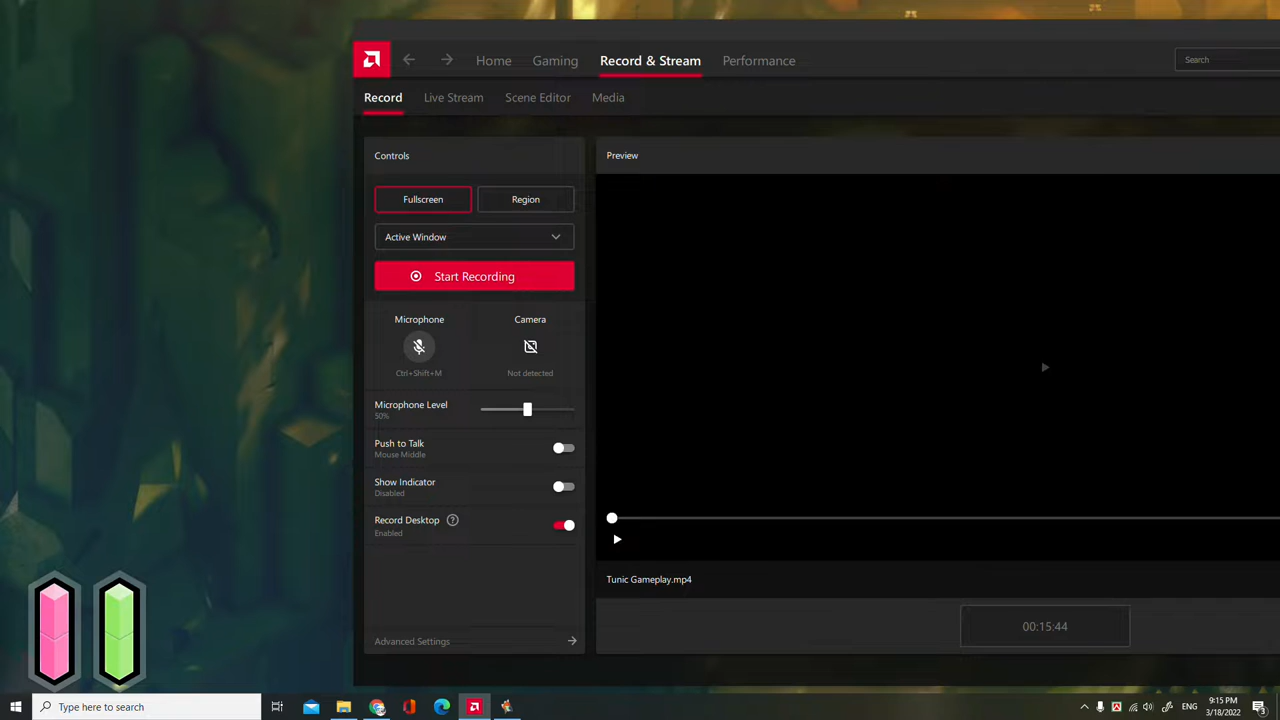 Home Gaming Record & Stream Performance
Search
Record Live Stream Scene Editor Media
Controls
Preview
Fullscreen Region
Active Window
Start Recording
Microphone Camera
Ctrl+Shift+M Not detected
Microphone Level
50%
Push to Talk
Mouse Middle
Show Indicator
Disabled
Record Desktop ?
Enabled
Tunic Gameplay.mp4
00:15:44
Advanced Settings
Type here to search
ENG
9:15 PM
3/18/2022
3